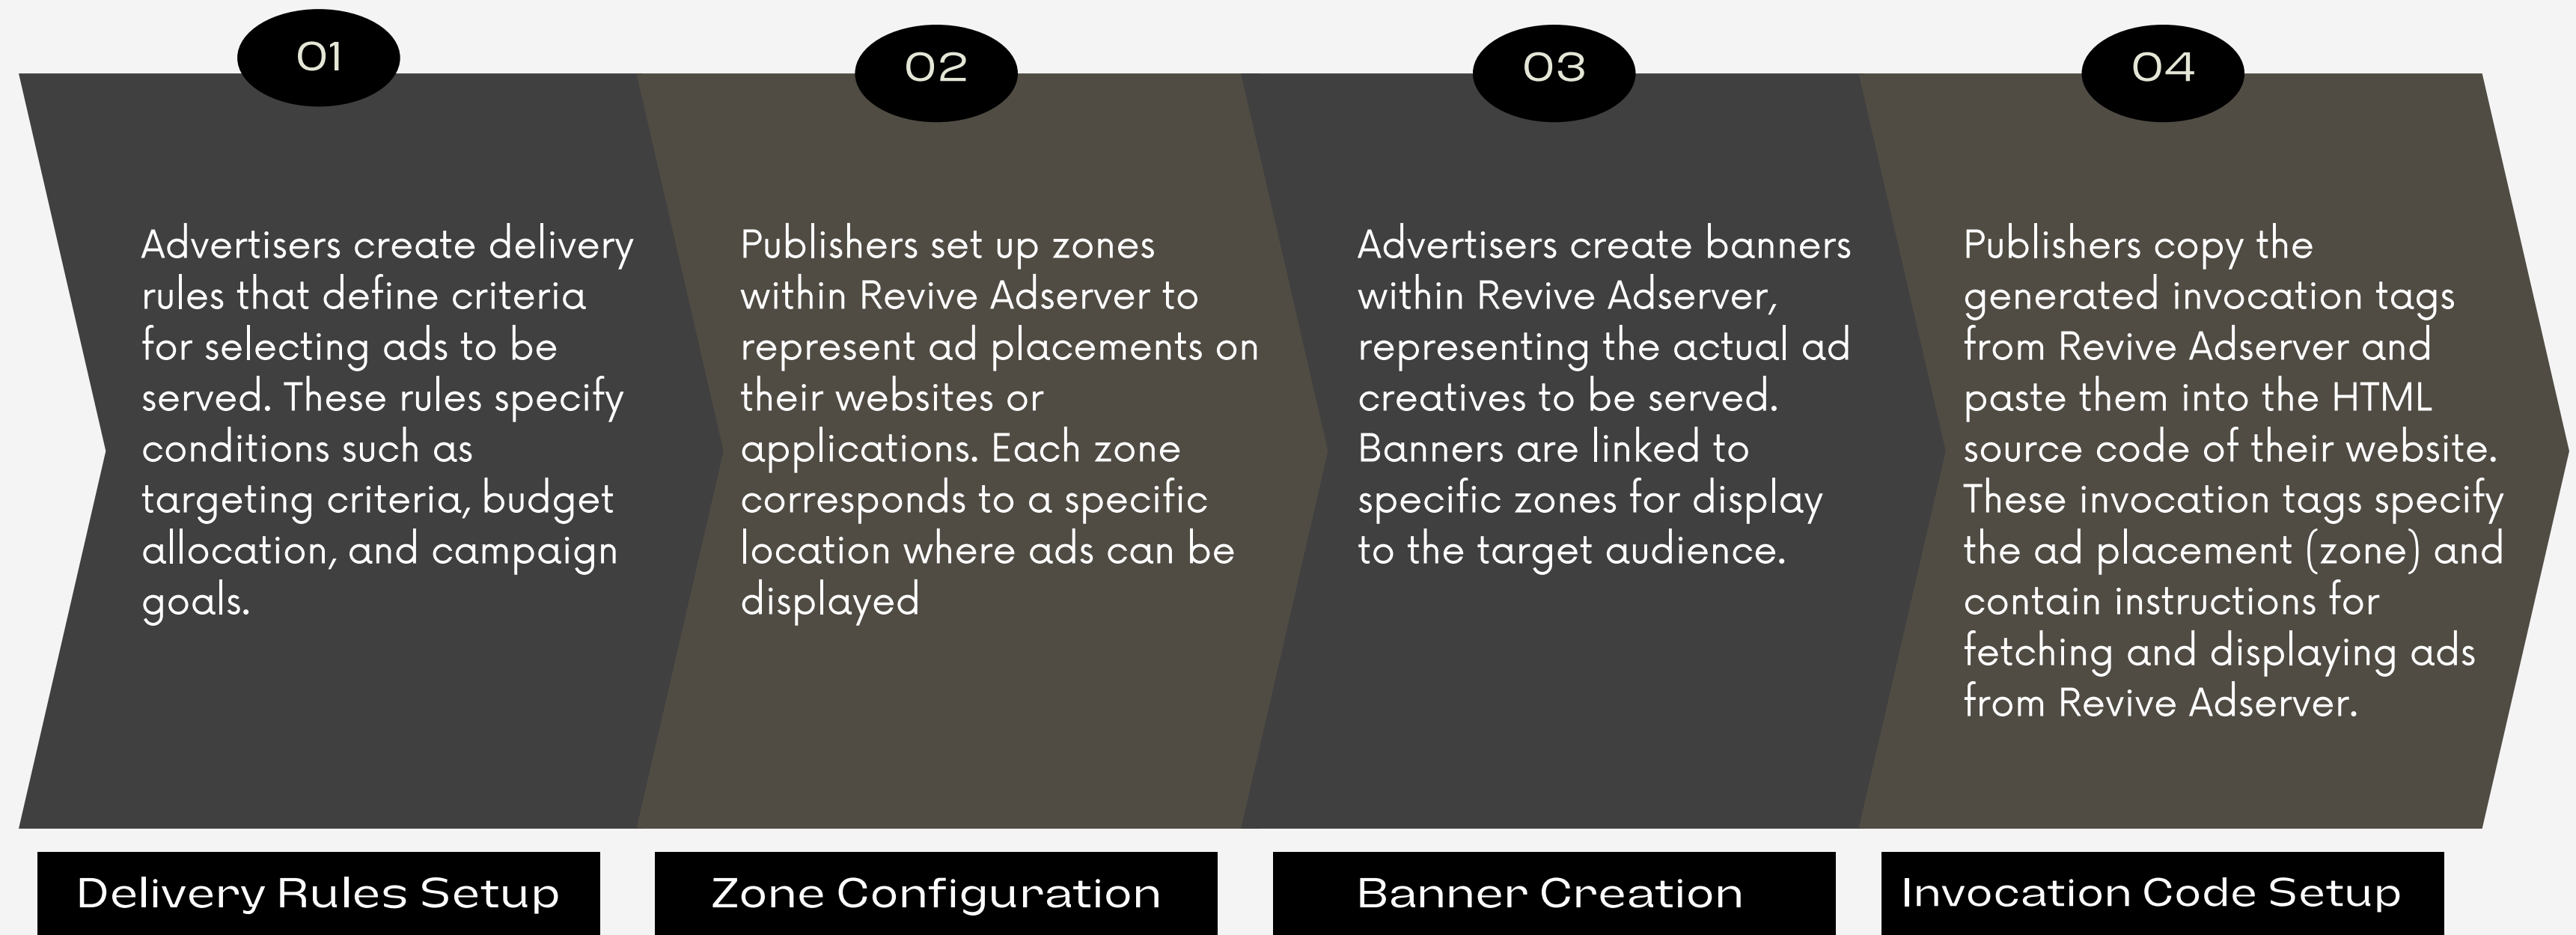 01
Advertisers create delivery
rules that define criteria
for selecting ads to be
served. These rules specify
conditions such as
targeting criteria, budget
allocation, and campaign
goals.
Delivery Rules Setup
02
Publishers set up zones
within Revive Adserver to
represent ad placements on
their websites or
applications. Each zone
corresponds to a specific
location where ads can be
displayed
Zone Configuration
03
Advertisers create banners
within Revive Adserver,
representing the actual ad
creatives to be served.
Banners are linked to
specific zones for display
to the target audience.
Banner Creation
04
Publishers copy the
generated invocation tags
from Revive Adserver and
paste them into the HTML
source code of their website.
These invocation tags specify
the ad placement (zone) and
contain instructions for
fetching and displaying ads
from Revive Adserver.
Invocation Code Setup